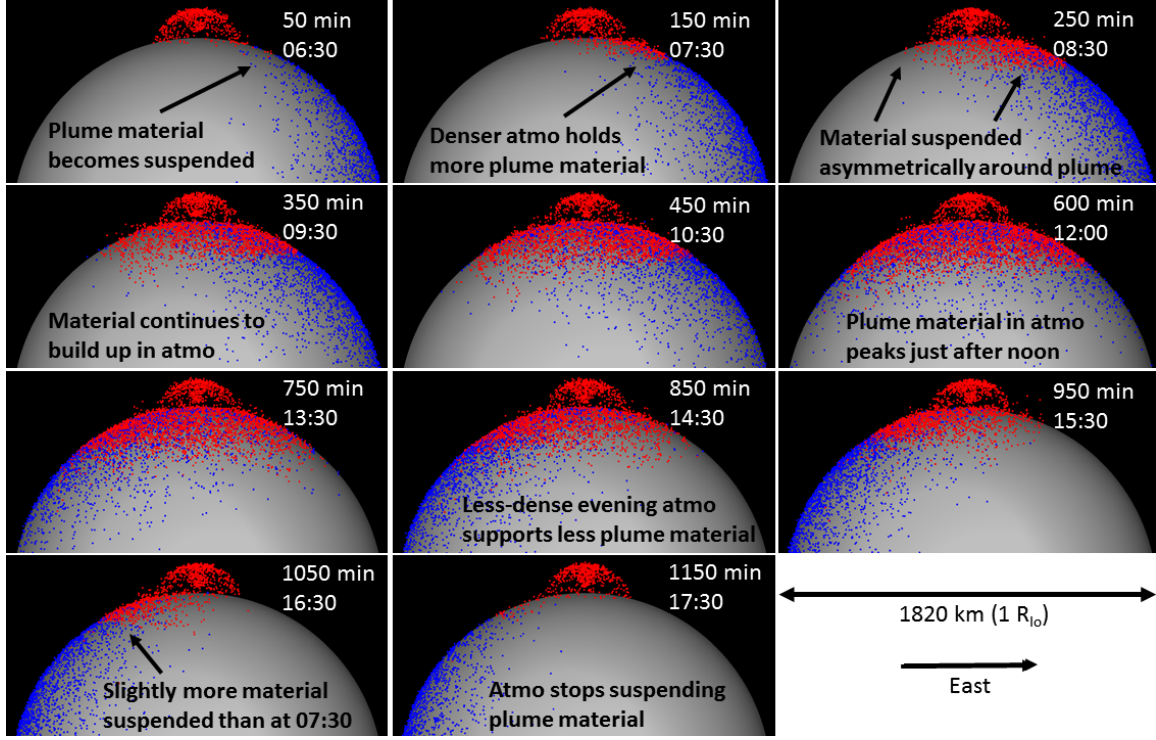 50 min
06:30
Plume material
becomes suspended
150 min
07:30
Denser atmo holds
more plume material
250 min
08:30
Material suspended
asymmetrically around plume
350 min
09:30
Material continues to
build up in atmo
450 min
10:30
600 min
12:00
Plume material in atmo
peaks just after noon
750 min
13:30
850 min
14:30
Less-dense evening atmo
supports less plume material
950 min
15:30
1050 min
16:30
Slightly more material
suspended than at 07:30
1150 min
17:30
Atmo stops suspending
plume material
1820 km (1 R_Io)
East